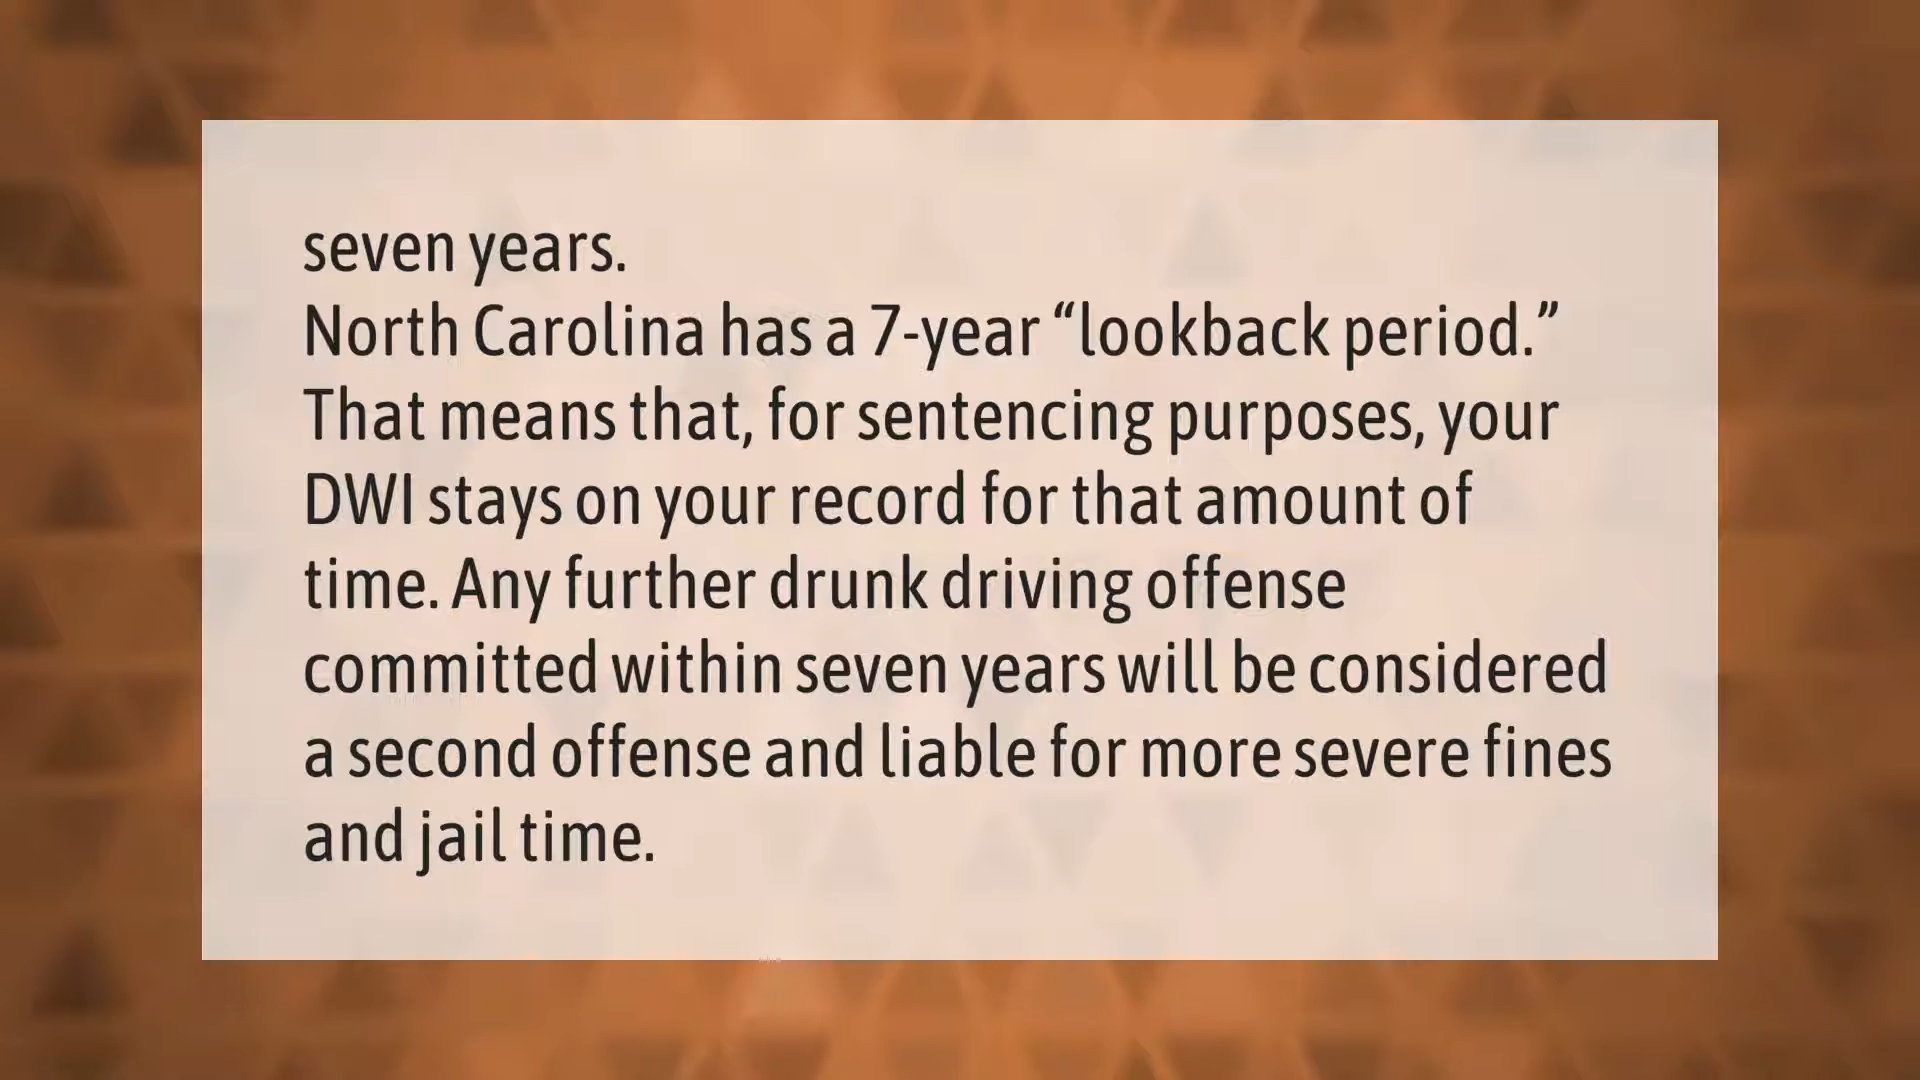 seven years.
North Carolina has a 7-year “lookback period.”
That means that, for sentencing purposes, your
DWI stays on your record for that amount of
time. Any further drunk driving offense
committed within seven years will be considered
a second offense and liable for more severe fines
and jail time.